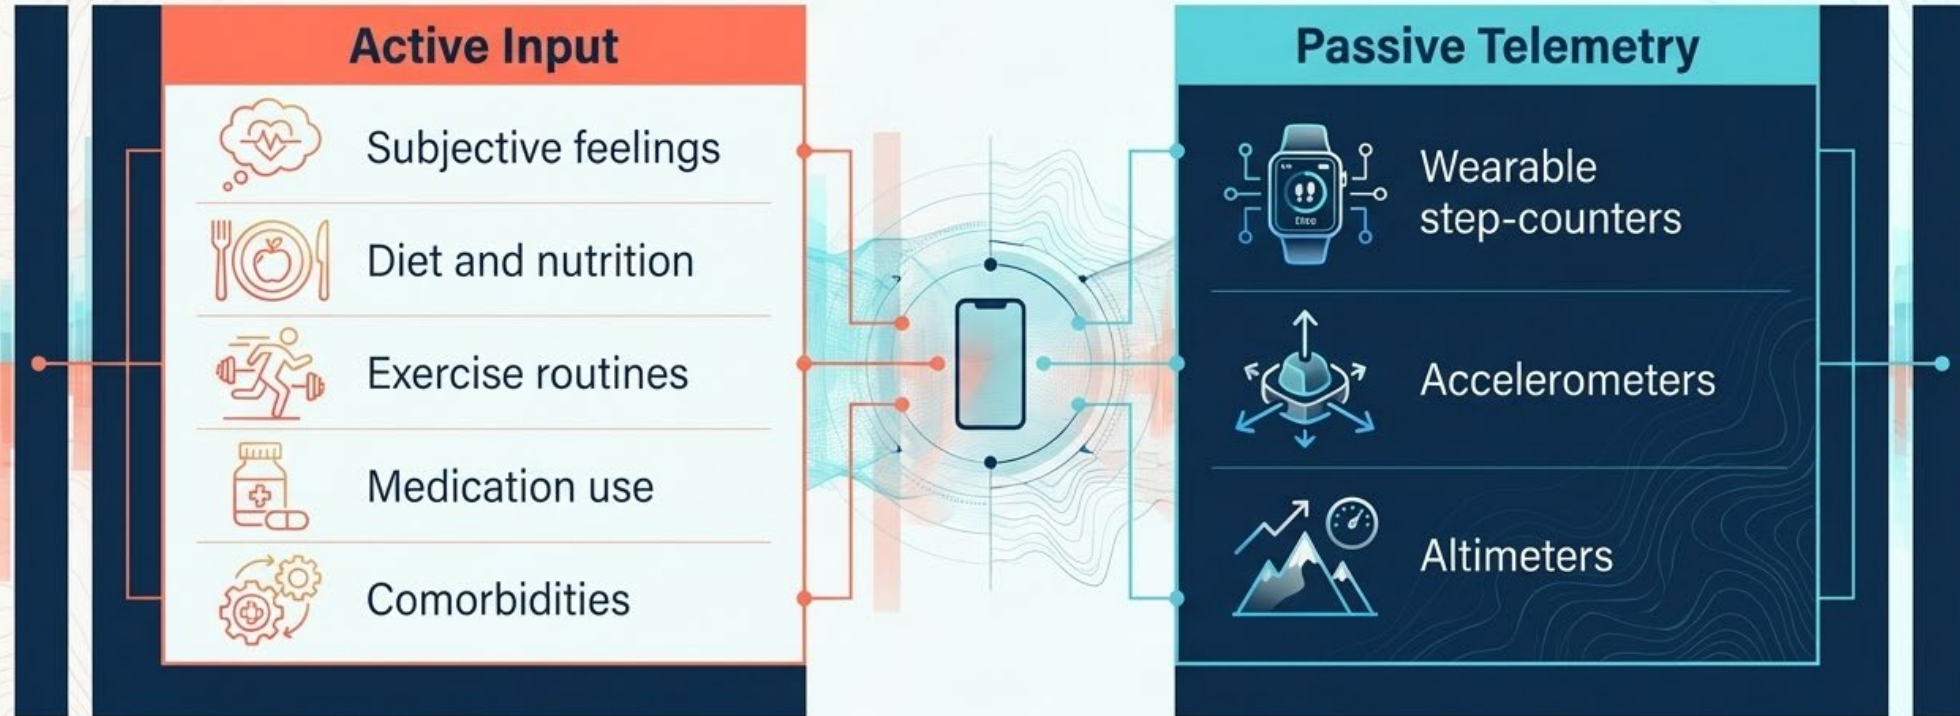 Active Input
Subjective feelings
Diet and nutrition
Exercise routines
Medication use
Comorbidities
Passive Telemetry
Wearable
step-counters
Accelerometers
Altimeters